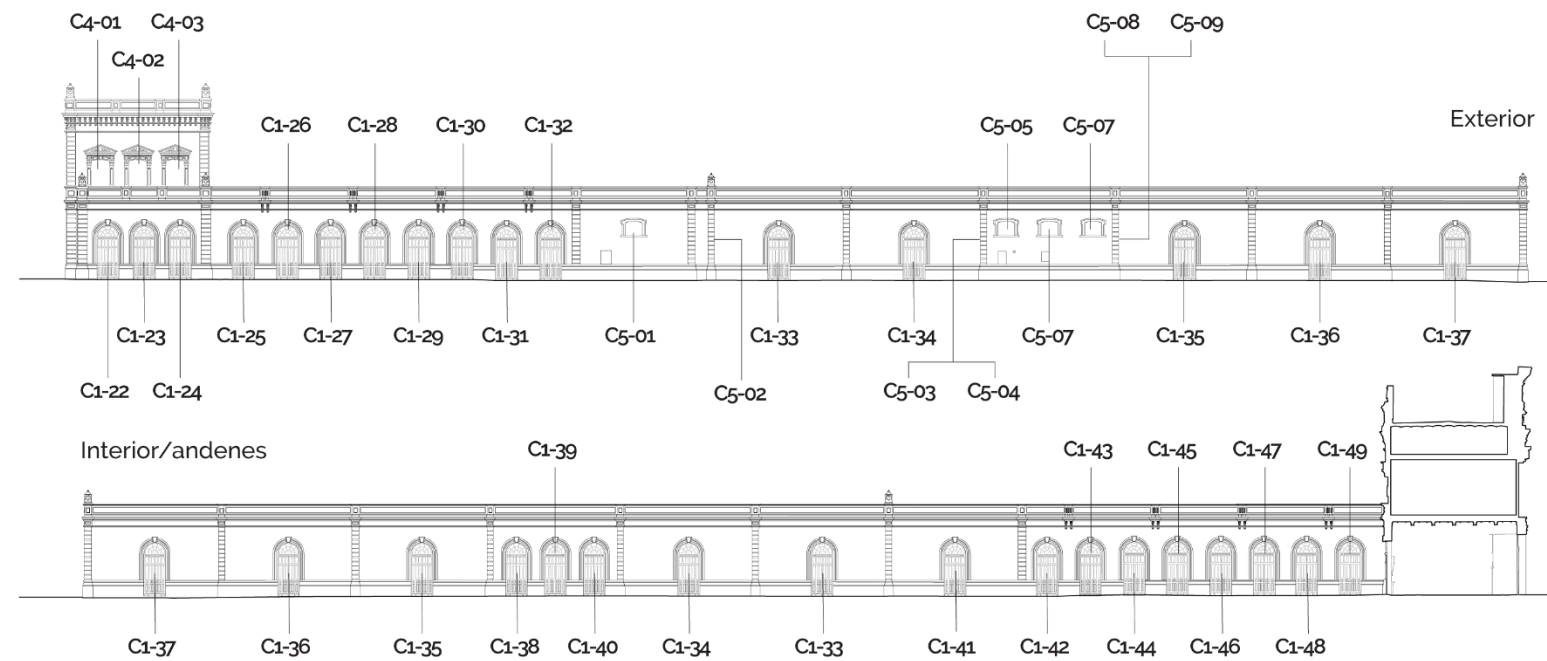 C4-01 C4-03 C5-08 C5-09
C4-02
C1-26 C1-28 C1-30 C1-32 C5-05 C5-07 Exterior
C1-23 C1-25 C1-27 C1-29 C1-31 C5-01 C1-33 C1-34 C5-07 C1-35 C1-36 C1-37
C1-22 C1-24 C5-02 C5-03 C5-04
Interior/andenes C1-39 C1-43 C1-45 C1-47 C1-49
C1-37 C1-36 C1-35 C1-38 C1-40 C1-34 C1-33 C1-41 C1-42 C1-44 C1-46 C1-48